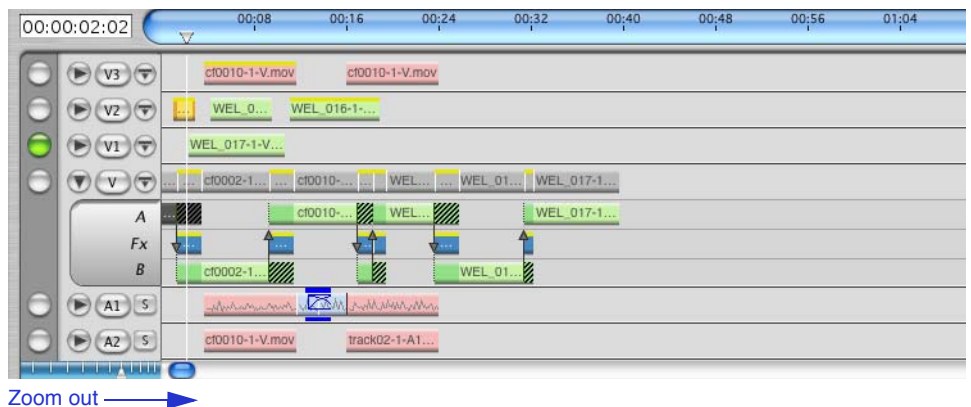 00:00:02:02 00:08 00:16 00:24 00:32 00:40 00:48 00:56 01:04
V3 cf0010-1-V.mov cf0010-1-V.mov
V2 ... WEL_0... WEL_016-1-...
V1 WEL_017-1-V...
V ... ... cf0002-1... ... cf0010-... ... ... WEL... ... WEL_01... WEL_017-1...
A ... cf0010-... WEL... WEL_017-1...
Fx ... ... ... ...
B cf0002-1... WEL_01...
A1 S
A2 S cf0010-1-V.mov track02-1-A1...
Zoom out